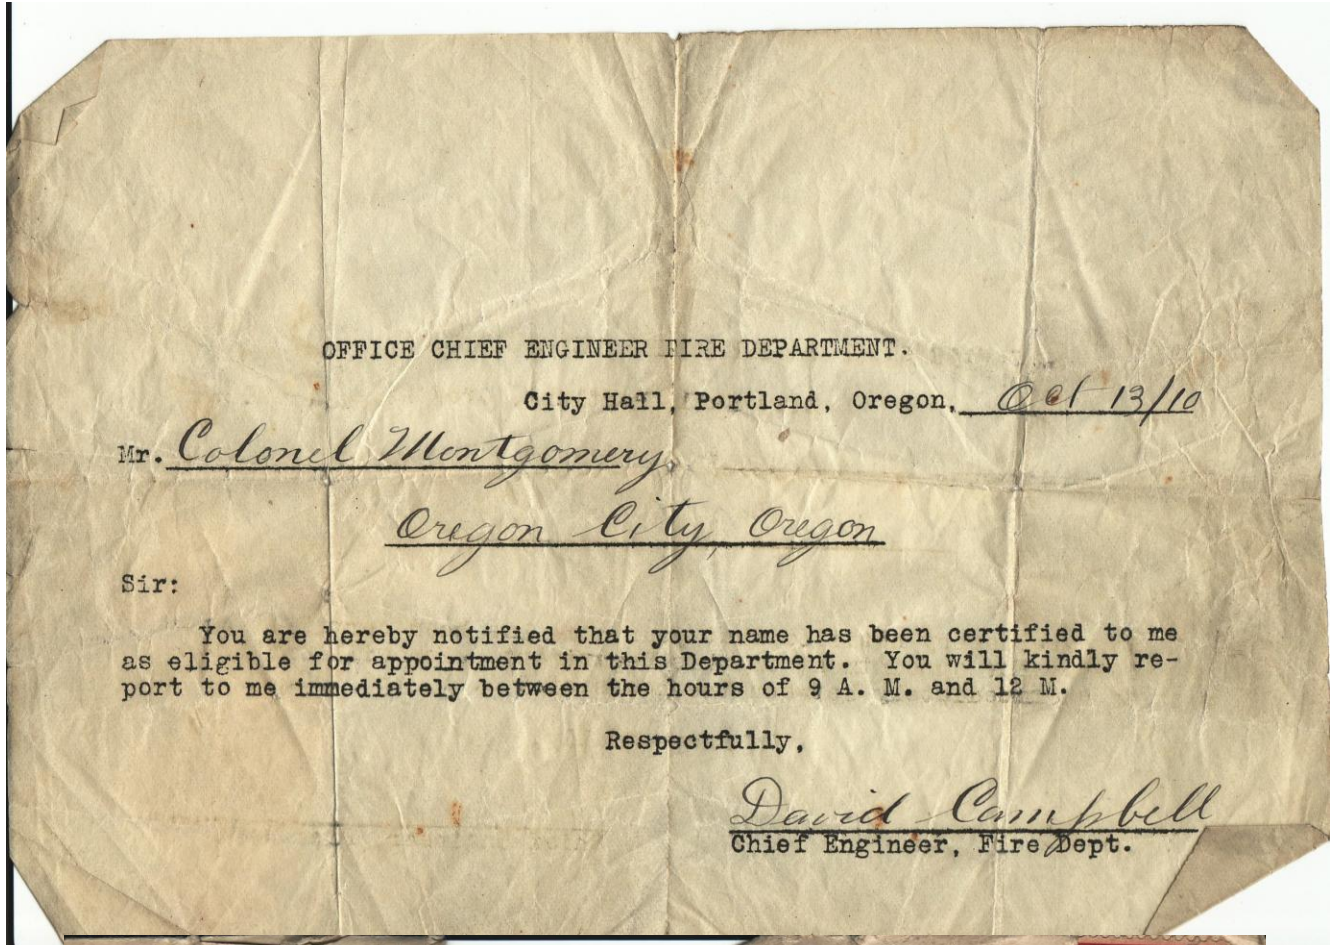 OFFICE CHIEF ENGINEER FIRE DEPARTMENT.
City Hall, Portland, Oregon, Oct 13/10
Mr. Colonel Montgomery,
Oregon City, Oregon
Sir:
You are hereby notified that your name has been certified to me
as eligible for appointment in this Department. You will kindly re-
port to me immediately between the hours of 9 A. M. and 12 M.
Respectfully,
David Campbell
Chief Engineer, Fire Dept.